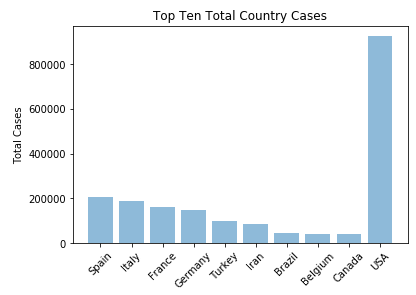 Top Ten Total Country Cases
Total Cases
800000
600000
400000
200000
0
Spain
Italy
France
Germany
Turkey
Iran
Brazil
Belgium
Canada
USA